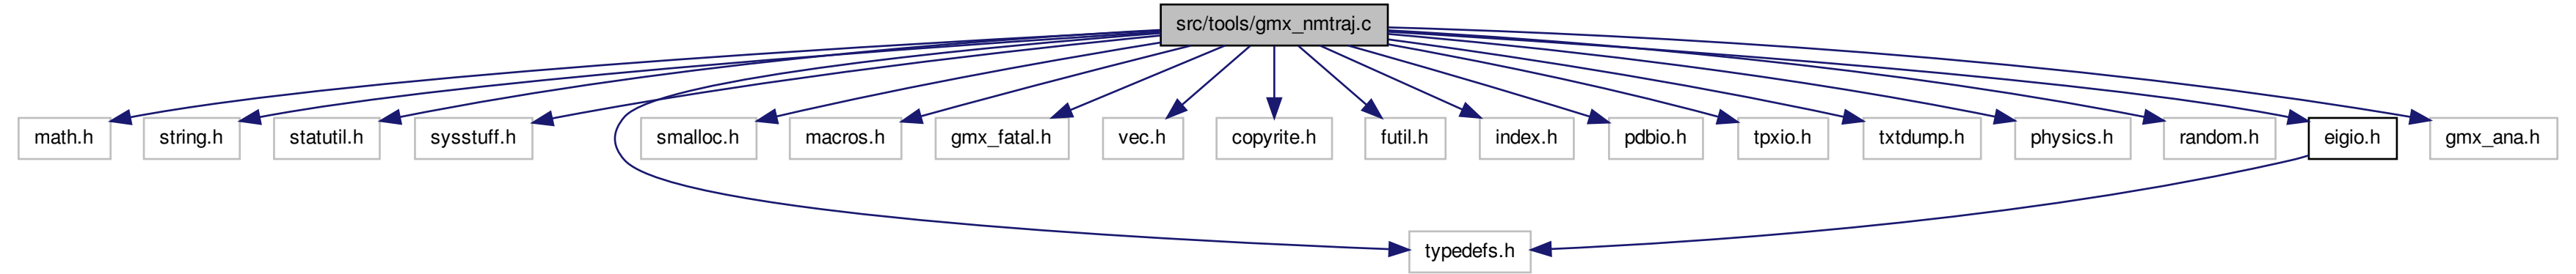 src/tools/gmx_nmtraj.c
math.h
string.h
statutil.h
sysstuff.h
smalloc.h
macros.h
gmx_fatal.h
vec.h
copyrite.h
futil.h
index.h
pdbio.h
tpxio.h
txtdump.h
physics.h
random.h
eigio.h
gmx_ana.h
typedefs.h